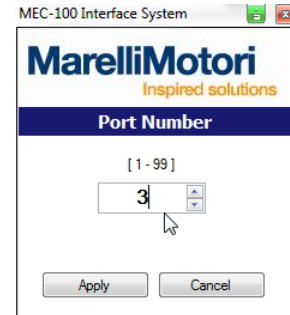 MEC-100 Interface System
MarelliMotori
Inspired solutions
Port Number
[ 1 - 99 ]
3
Apply Cancel